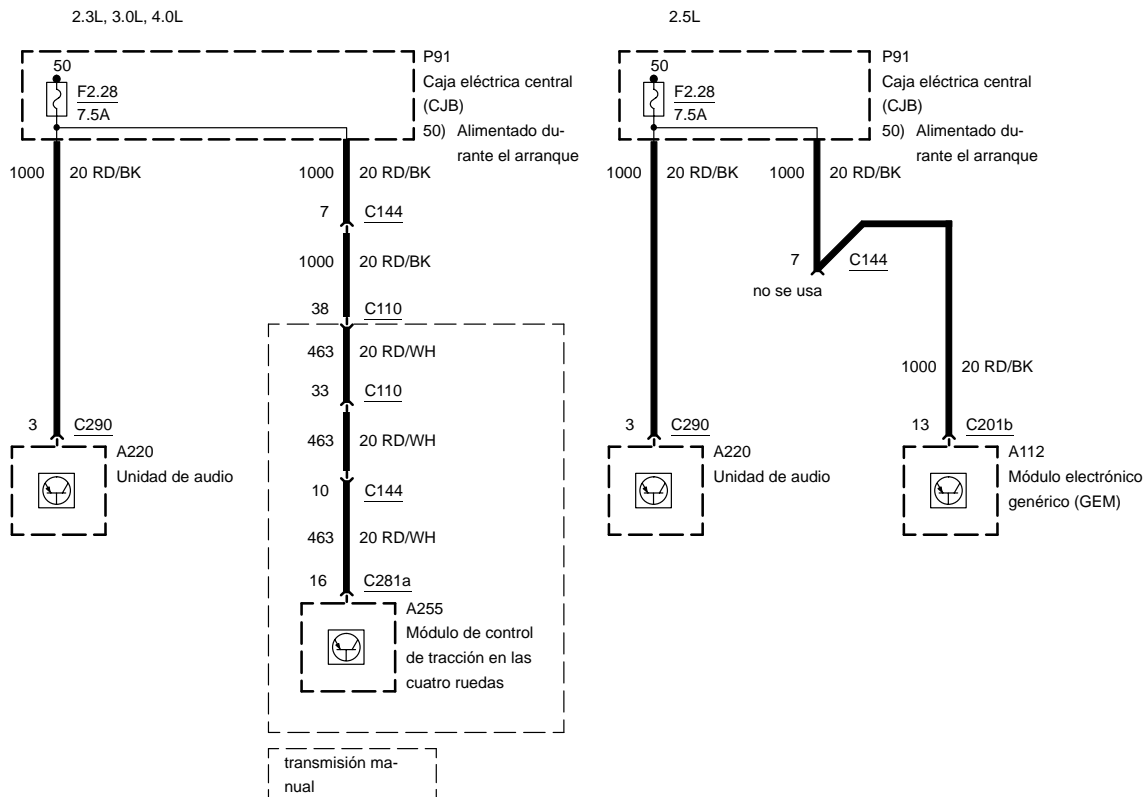 2.3L, 3.0L, 4.0L
50
F2.28
7.5A
P91
Caja eléctrica central
(CJB)
50) Alimentado du-
rante el arranque
1000 20 RD/BK
1000 20 RD/BK
7 C144
1000 20 RD/BK
38 C110
463 20 RD/WH
33 C110
463 20 RD/WH
10 C144
463 20 RD/WH
16 C281a
3 C290
A220
Unidad de audio
A255
Módulo de control
de tracción en las
cuatro ruedas
transmisión ma-
nual
2.5L
50
F2.28
7.5A
P91
Caja eléctrica central
(CJB)
50) Alimentado du-
rante el arranque
1000 20 RD/BK
1000 20 RD/BK
7 C144
no se usa
1000 20 RD/BK
3 C290
A220
Unidad de audio
13 C201b
A112
Módulo electrónico
genérico (GEM)